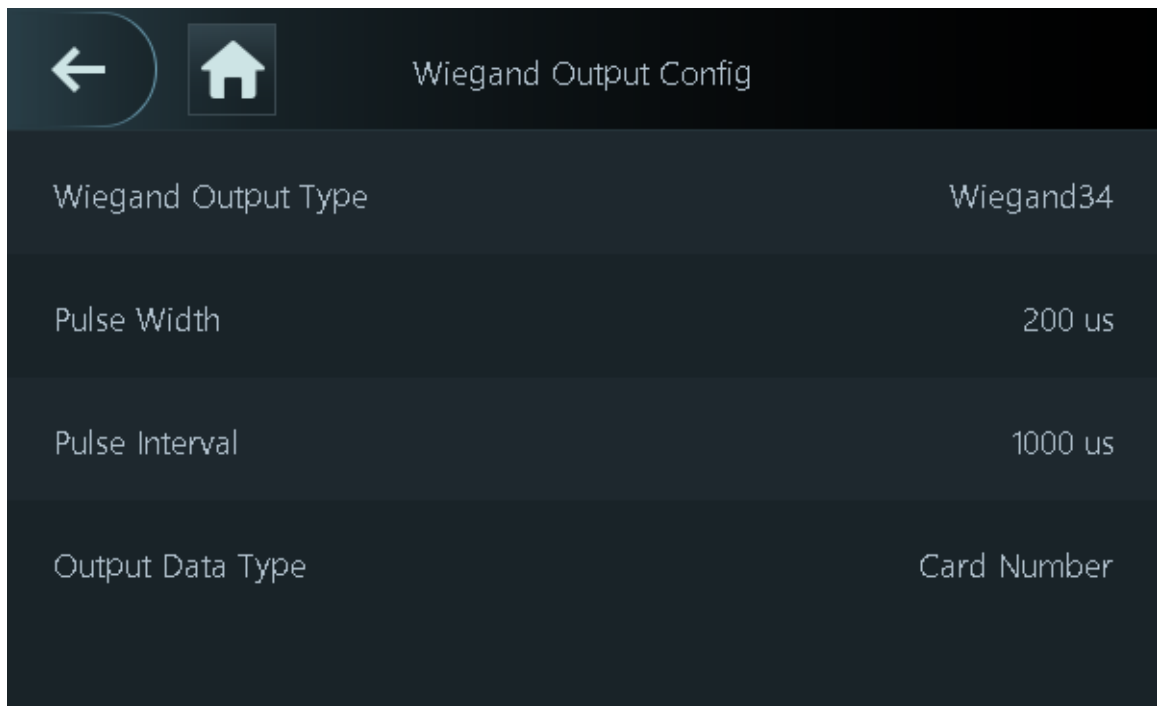 Wiegand Output Config
Wiegand Output Type Wiegand34
Pulse Width 200 us
Pulse Interval 1000 us
Output Data Type Card Number